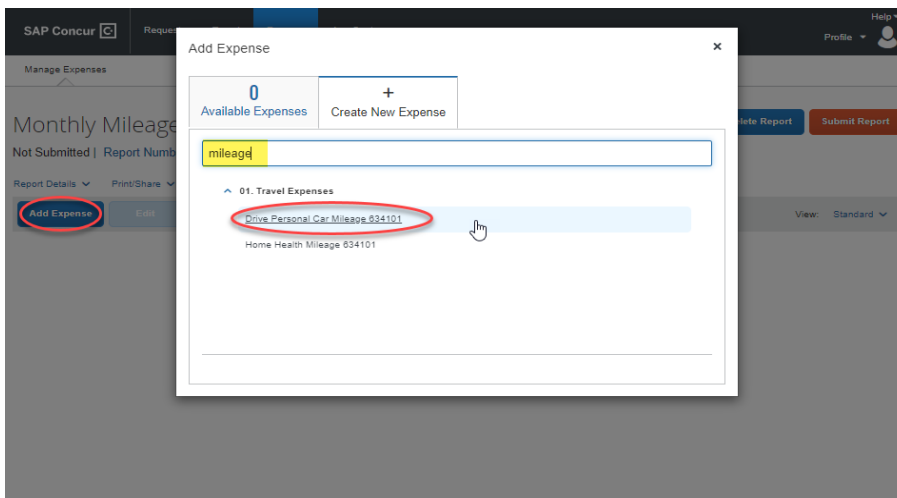 Help
SAP Concur C
Reques
Profile
Add Expense
×
Manage Expenses
0
Available Expenses
+
Create New Expense
Monthly Mileage
lete Report
Submit Report
Not Submitted | Report Numb
mileage
Report Details
Print/Share
01. Travel Expenses
Add Expense
Edit
Drive Personal Car Mileage 634101
View: Standard
Home Health Mileage 634101